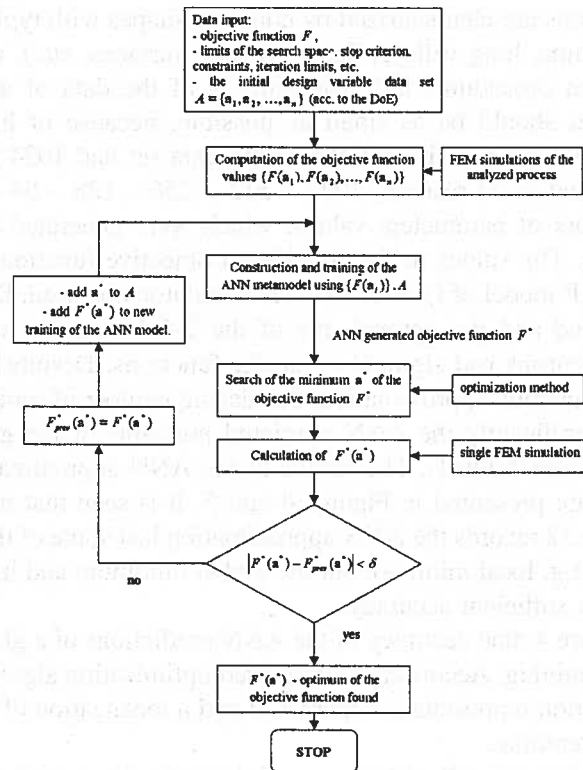 Data input:
- objective function F,
- limits of the search space, stop criterion,
constraints, iteration limits, etc.
- the initial design variable data set
A={a₁, a₂, ..., aₙ} (acc. to the DoE)
Computation of the objective function
values {F(a₁), F(a₂),..., F(aₙ)}
FEM simulations of the
analyzed process
Construction and training of the
ANN metamodel using {F(aᵢ)}, A
- add a* to A
- add F*(a*) to new
training of the ANN model.
ANN generated objective function F*
Search of the minimum a* of the
objective function F*
optimization method
F*ₚᵣₑᵥ(a*) = F*(a*)
Calculation of F*(a*)
single FEM simulation
|F*(a*) − F*ₚᵣₑᵥ(a*)| < δ
no
yes
F*(a*) - optimum of the
objective function found
STOP